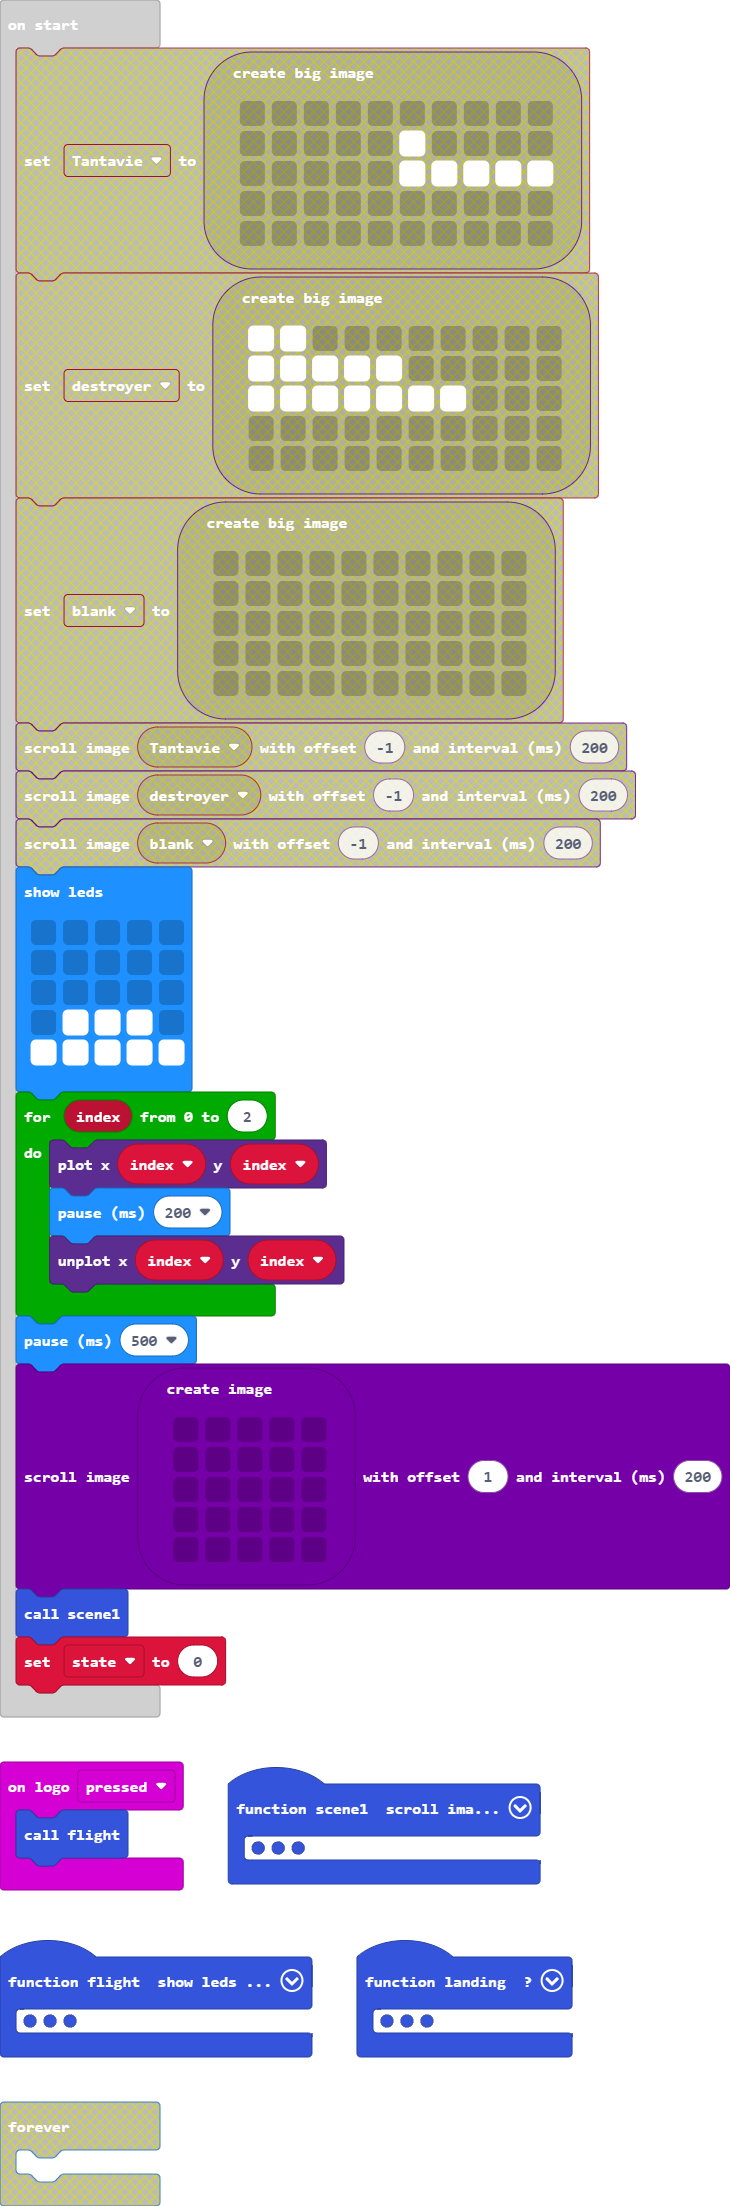 on start
create big image
set Tantavie to
create big image
set destroyer to
create big image
set blank to
scroll image Tantavie with offset -1 and interval (ms) 200
scroll image destroyer with offset -1 and interval (ms) 200
scroll image blank with offset -1 and interval (ms) 200
show leds
for index from 0 to 2
do
plot x index y index
pause (ms) 200
unplot x index y index
pause (ms) 500
create image
scroll image with offset 1 and interval (ms) 200
call scene1
set state to 0
on logo pressed
call flight
function scene1 scroll ima...
function flight show leds ...
function landing ?
forever